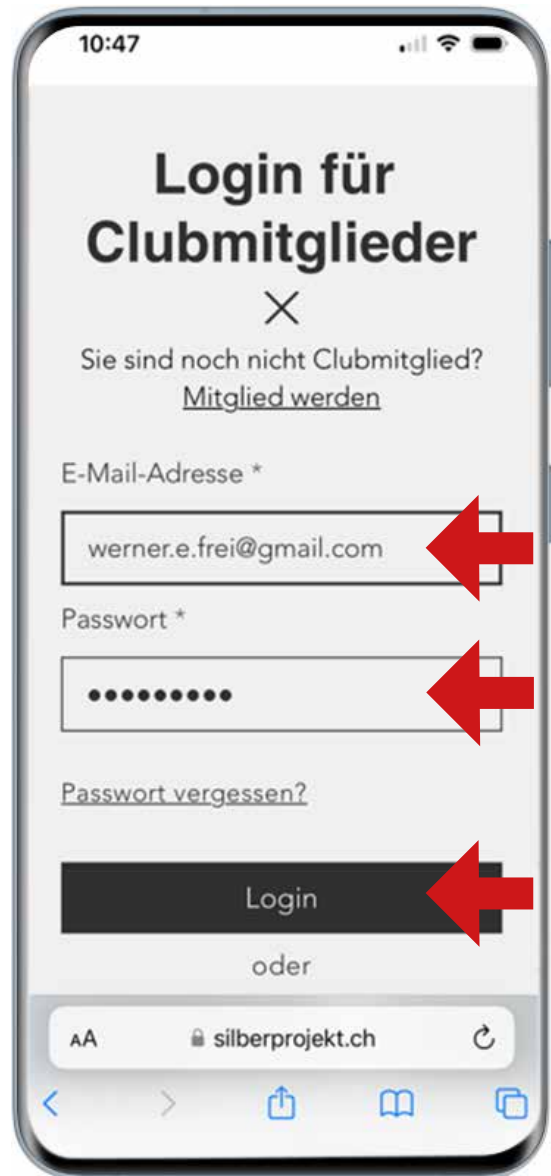 10:47
Login für
Clubmitglieder
Sie sind noch nicht Clubmitglied?
Mitglied werden
E-Mail-Adresse *
werner.e.frei@gmail.com
Passwort *
•••••••••
Passwort vergessen?
Login
oder
AA silberprojekt.ch